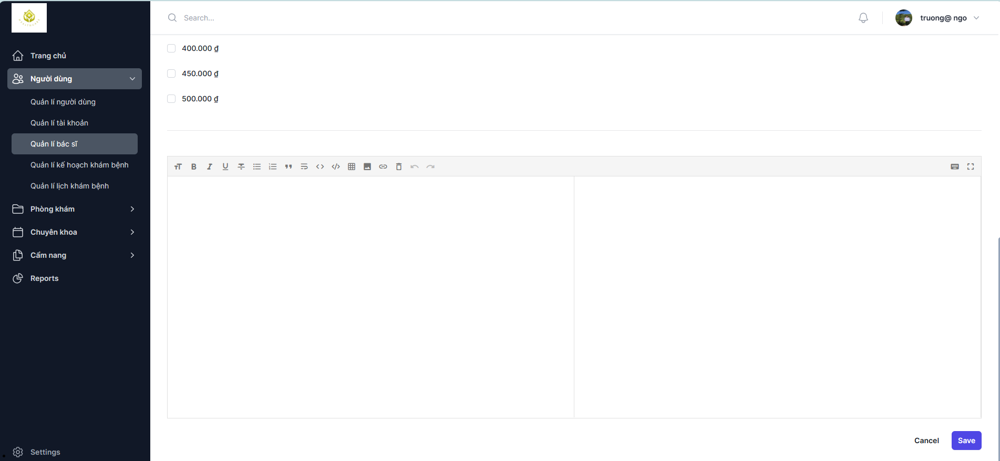 HEALTHCARE
Trang chủ
Người dùng
Quản lí người dùng
Quản lí tài khoản
Quản lí bác sĩ
Quản lí kế hoạch khám bệnh
Quản lí lịch khám bệnh
Phòng khám
Chuyên khoa
Cẩm nang
Reports
Settings
Search...
truong@ ngo
400.000 ₫
450.000 ₫
500.000 ₫
Cancel
Save